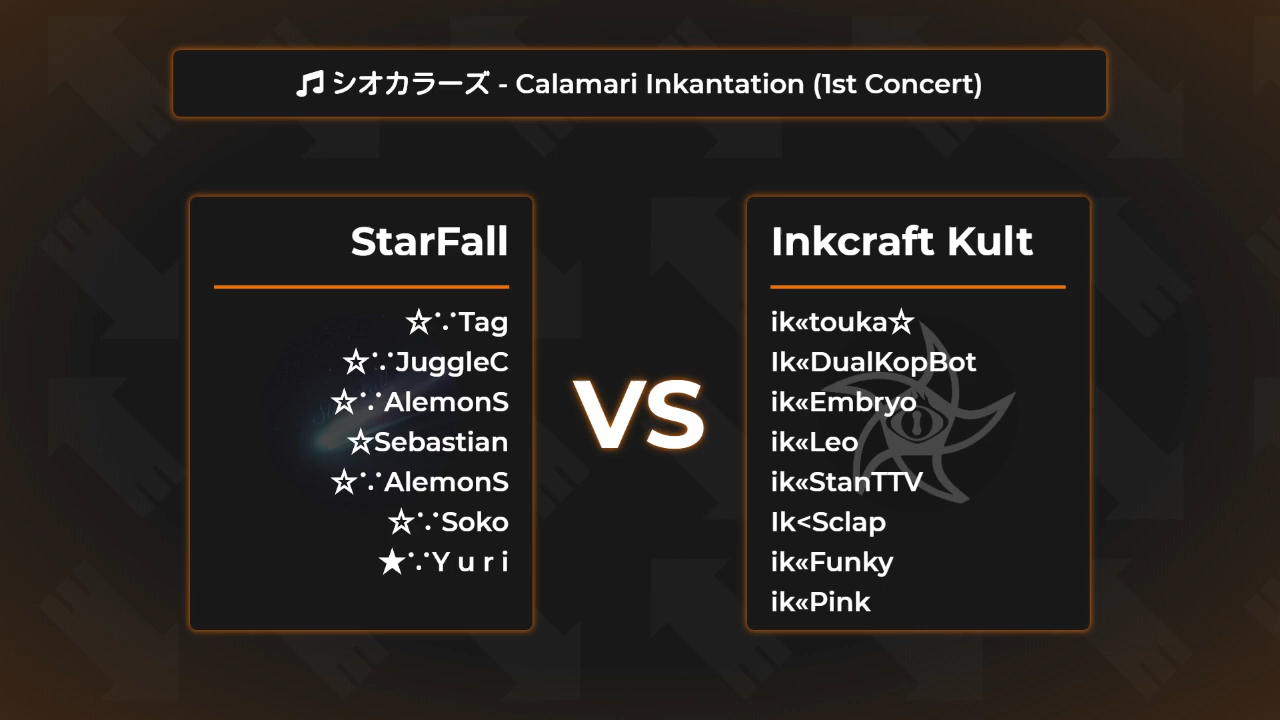 ♫ シオカラーズ - Calamari Inkantation (1st Concert)
StarFall
☆∵Tag
☆∵JuggleC
☆∵AlemonS
☆Sebastian
☆∵AlemonS
☆∵Soko
★∵Y u r i
VS
Inkcraft Kult
ik«touka☆
Ik«DualKopBot
ik«Embryo
ik«Leo
ik«StanTTV
Ik<Sclap
ik«Funky
ik«Pink